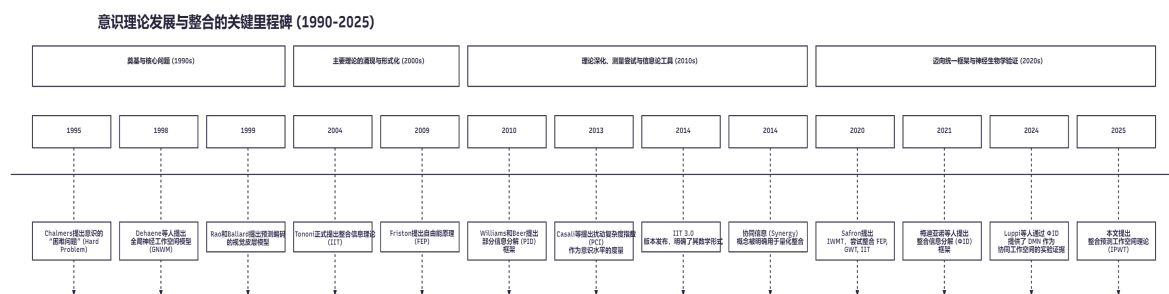 意识理论发展与整合的关键里程碑 (1990-2025)
奠基与核心问题 (1990s)
主要理论的涌现与形式化 (2000s)
理论深化、测量尝试与信息论工具 (2010s)
迈向统一框架与神经生物学验证 (2020s)
1995
1998
1999
2004
2009
2010
2013
2014
2014
2020
2021
2024
2025
Chalmers提出意识的
“困难问题” (Hard
Problem)
Dehaene等人提出
全局神经工作空间模型
(GNWM)
Rao和Ballard提出预测编码
的视觉皮层模型
Tononi正式提出整合信息理论
(IIT)
Friston提出自由能原理
(FEP)
Williams和Beer提出
部分信息分解 (PID)
框架
Casali等提出扰动复杂度指数
(PCI)
作为意识水平的度量
IIT 3.0
版本发布，明确了其数学形式
协同信息 (Synergy)
概念被明确用于量化整合
Safron提出
IWMT, 尝试整合 FEP,
GWT, IIT
梅迪亚诺等人提出
整合信息分解 (ΦID)
框架
Luppi等人通过 ΦID
提供了 DMN 作为
协同工作空间的实验证据
本文提出
整合预测工作空间理论
(IPWT)